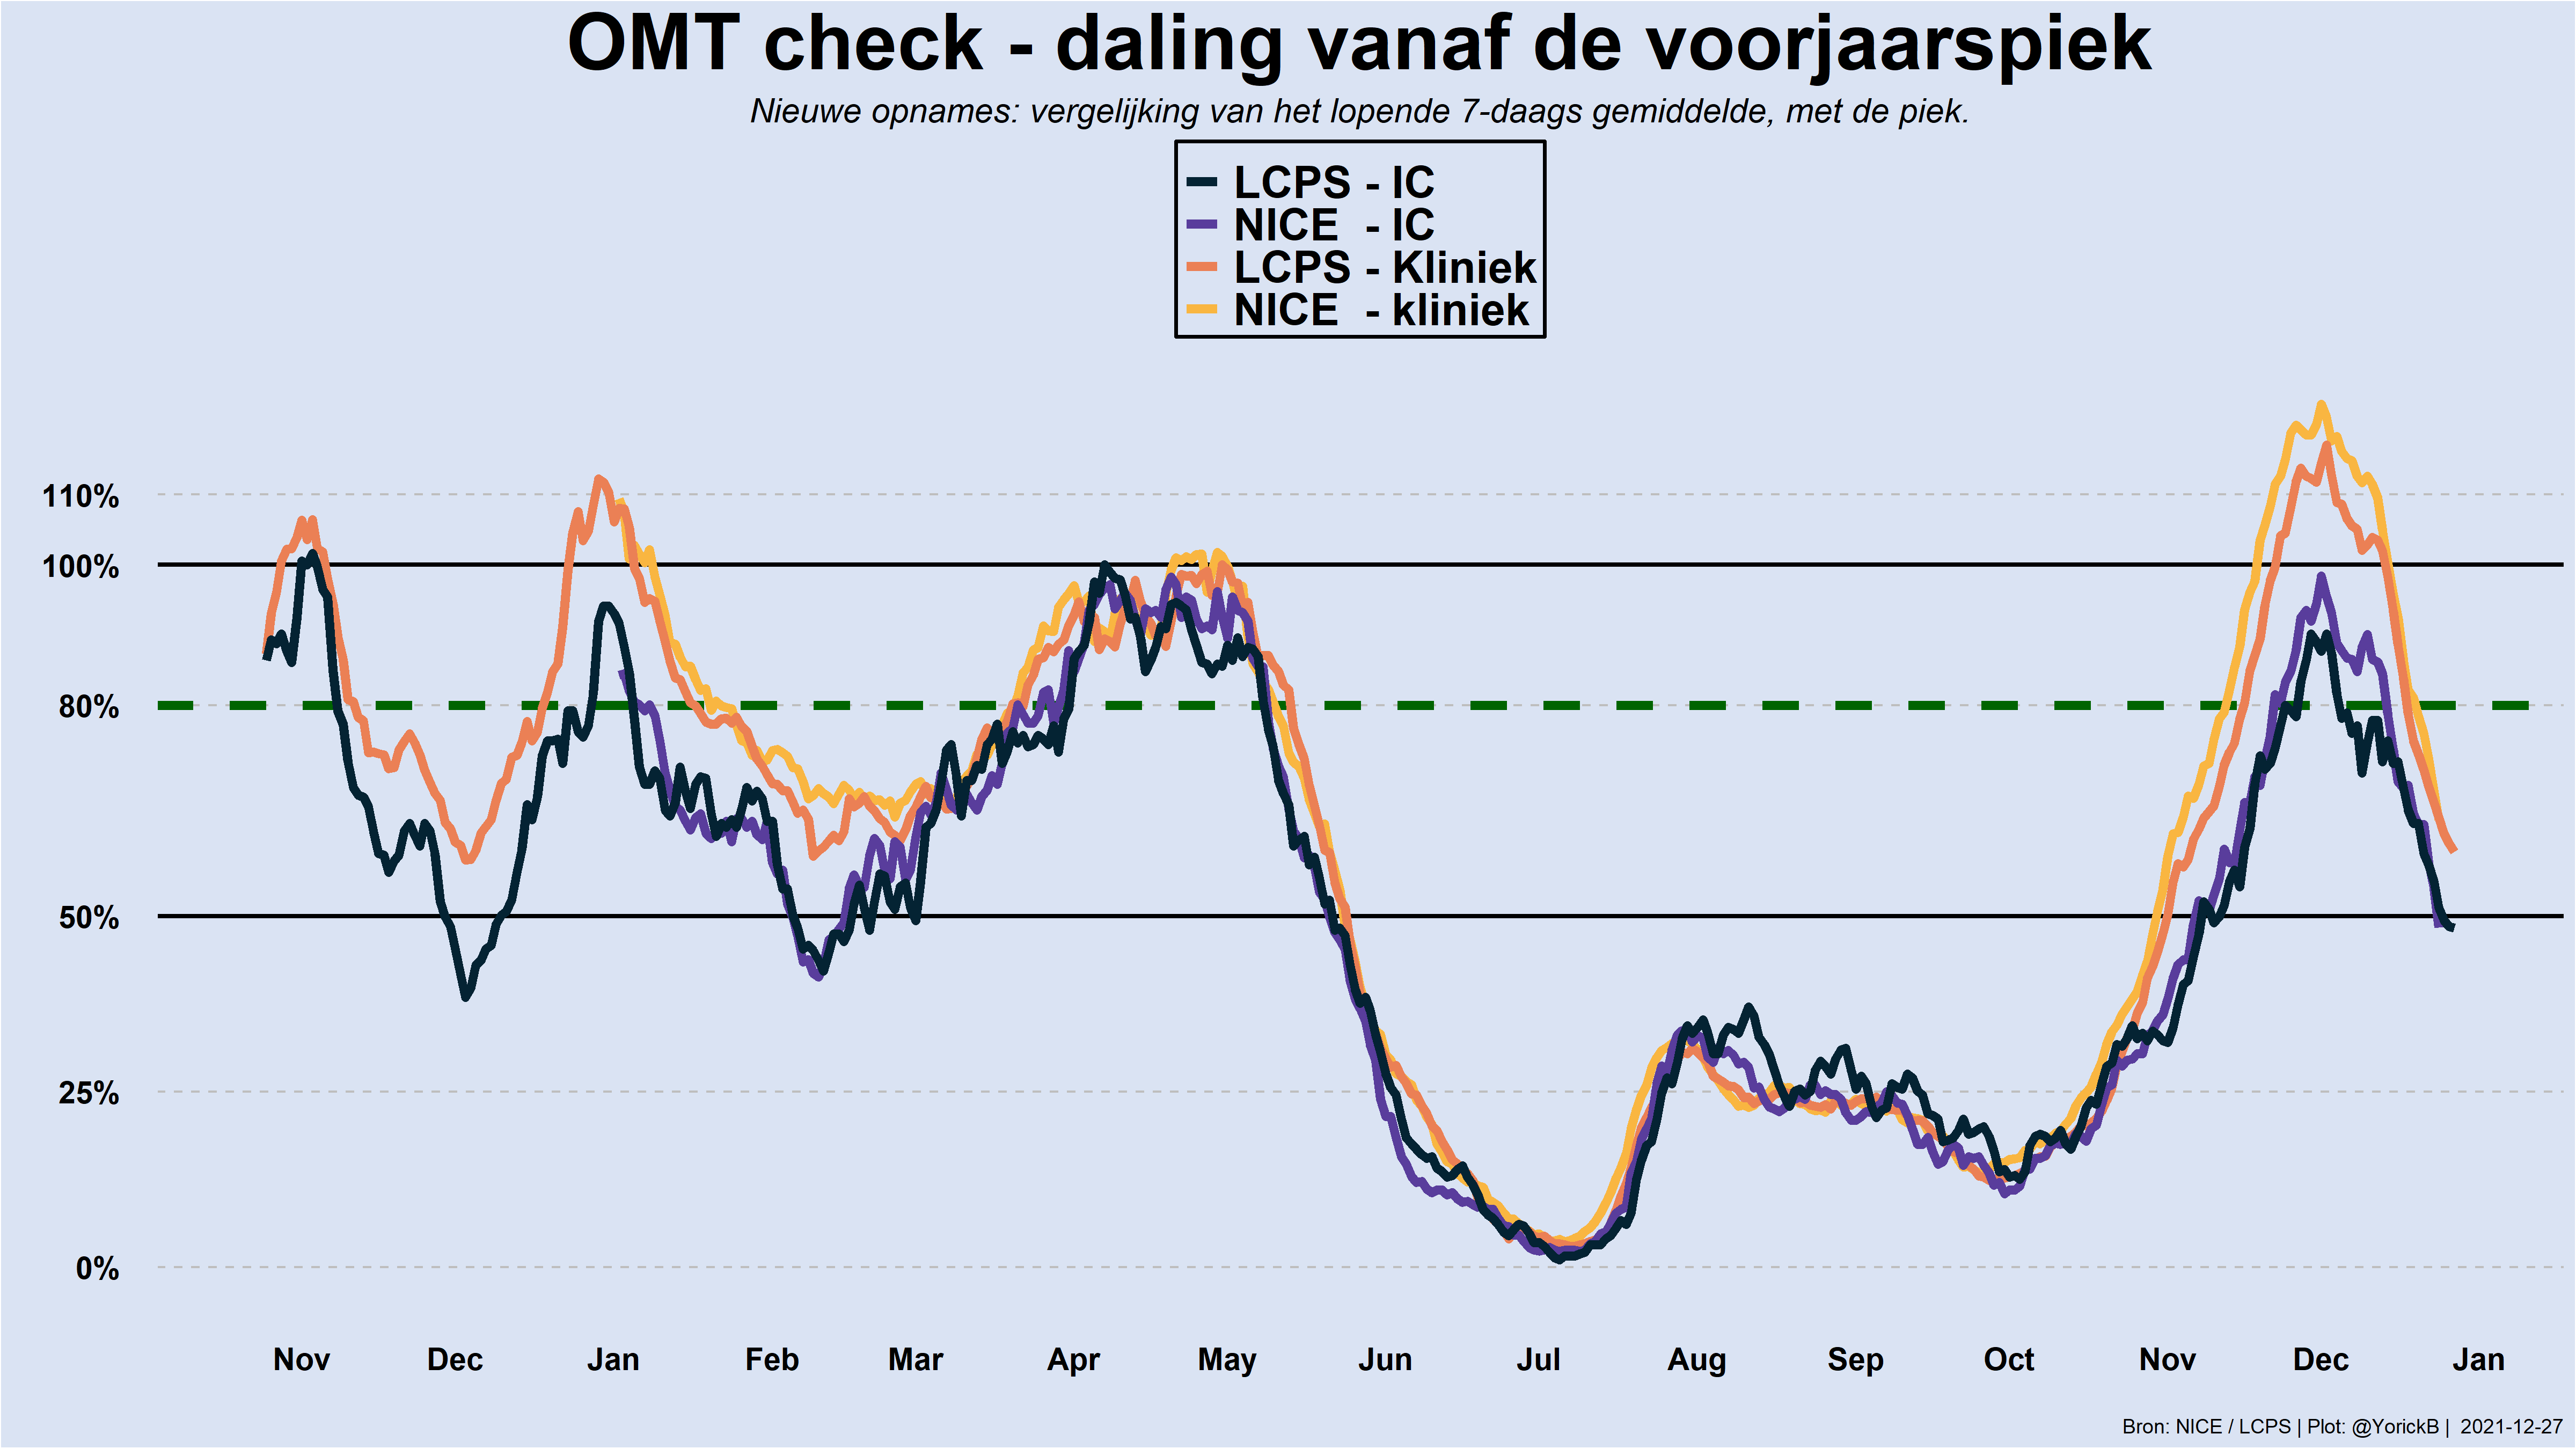 OMT check - daling vanaf de voorjaarspiek
Nieuwe opnames: vergelijking van het lopende 7-daags gemiddelde, met de piek.
LCPS - IC
NICE - IC
LCPS - Kliniek
NICE - kliniek
110%
100%
80%
50%
25%
0%
Nov Dec Jan Feb Mar Apr May Jun Jul Aug Sep Oct Nov Dec Jan
Bron: NICE / LCPS | Plot: @YorickB | 2021-12-27